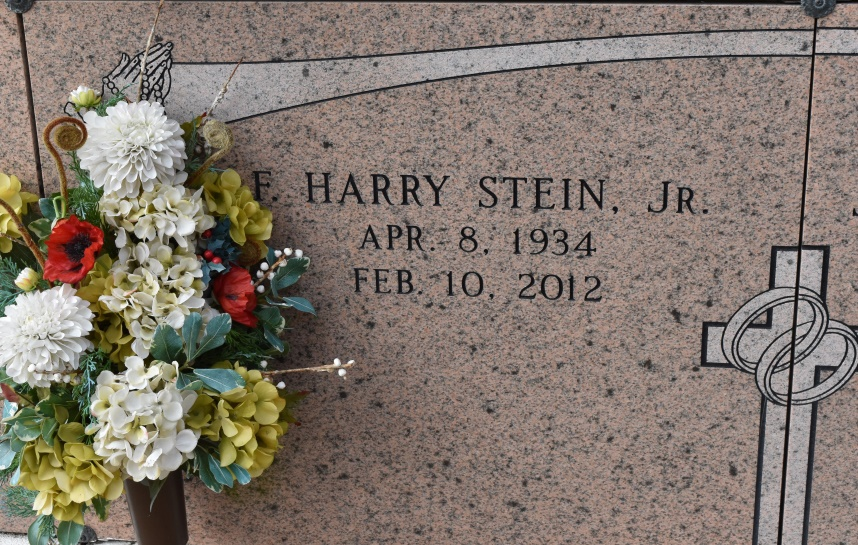 F. HARRY STEIN, JR.
APR. 8, 1934
FEB. 10, 2012